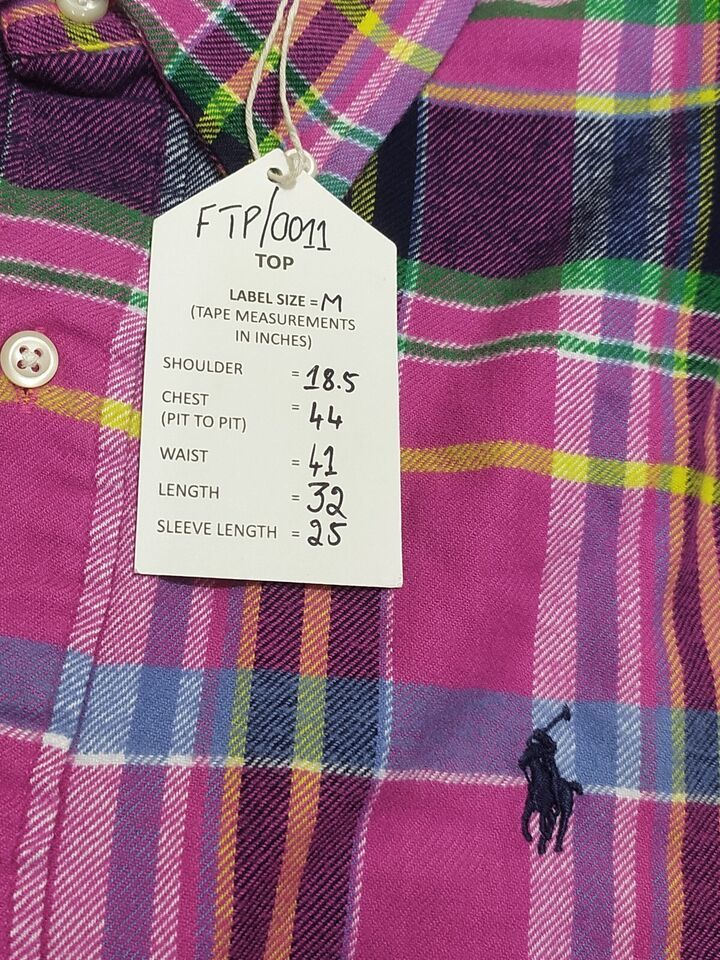 FTP/0011
TOP
LABEL SIZE = M
(TAPE MEASUREMENTS
IN INCHES)
SHOULDER = 18.5
CHEST
(PIT TO PIT) = 44
WAIST = 41
LENGTH = 32
SLEEVE LENGTH = 25